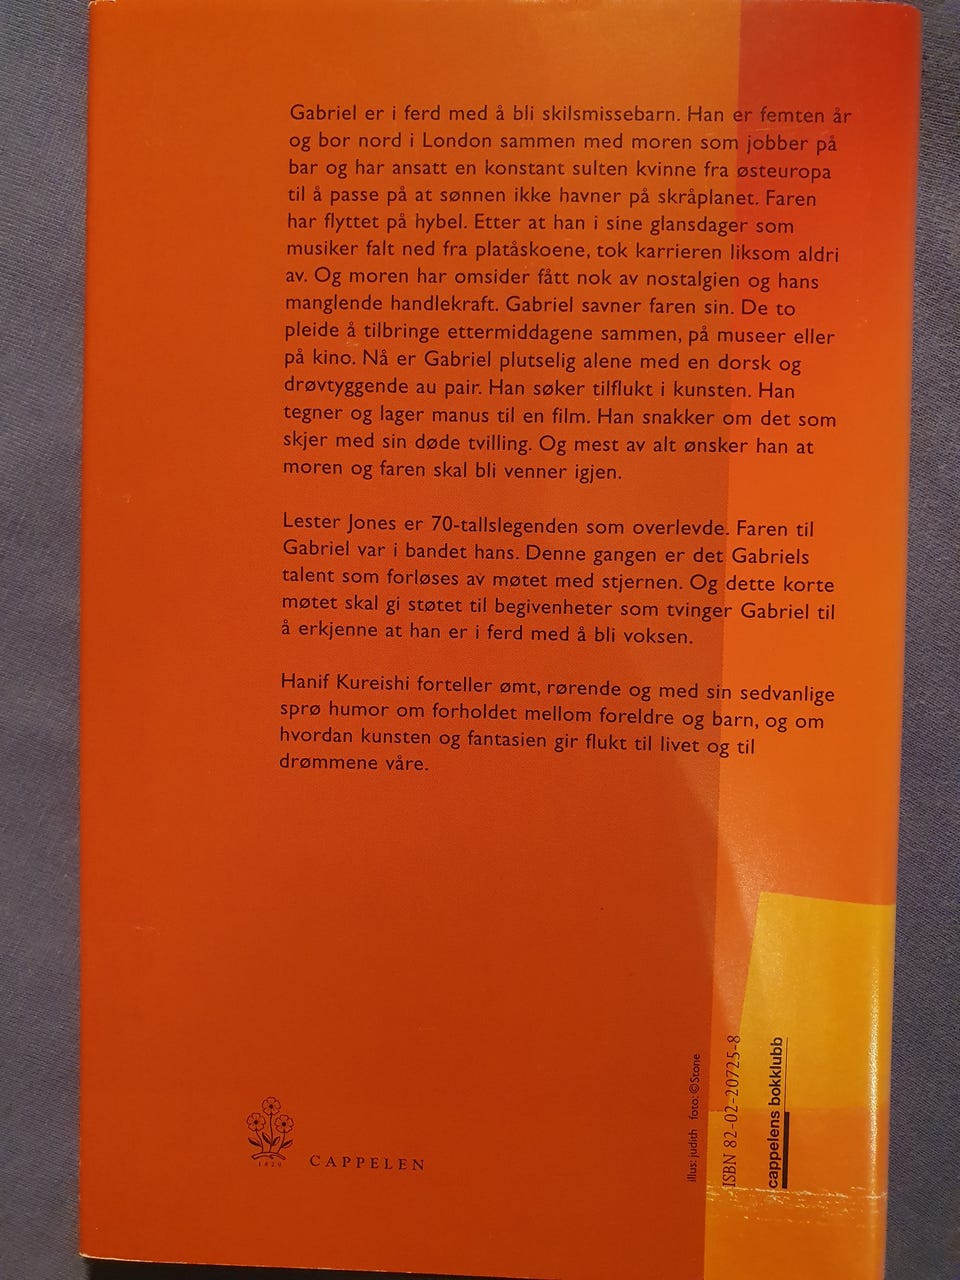 Gabriel er i ferd med å bli skilsmissebarn. Han er femten år
og bor nord i London sammen med moren som jobber på
bar og har ansatt en konstant sulten kvinne fra østeuropa
til å passe på at sønnen ikke havner på skråplanet. Faren
har flyttet på hybel. Etter at han i sine glansdager som
musiker falt ned fra platåskoene, tok karrieren liksom aldri
av. Og moren har omsider fått nok av nostalgien og hans
manglende handlekraft. Gabriel savner faren sin. De to
pleide å tilbringe ettermiddagene sammen, på museer eller
på kino. Nå er Gabriel plutselig alene med en dorsk og
drøvtyggende au pair. Han søker tilflukt i kunsten. Han
tegner og lager manus til en film. Han snakker om det som
skjer med sin døde tvilling. Og mest av alt ønsker han at
moren og faren skal bli venner igjen.
Lester Jones er 70-tallslegenden som overlevde. Faren til
Gabriel var i bandet hans. Denne gangen er det Gabriels
talent som forløses av møtet med stjernen. Og dette korte
møtet skal gi støtet til begivenheter som tvinger Gabriel til
å erkjenne at han er i ferd med å bli voksen.
Hanif Kureishi forteller ømt, rørende og med sin sedvanlige
sprø humor om forholdet mellom foreldre og barn, og om
hvordan kunsten og fantasien gir flukt til livet og til
drømmene våre.
1829
CAPPELEN
illus: judith foto: ©Stone
ISBN 82-02-20725-8
cappelens bokklubb